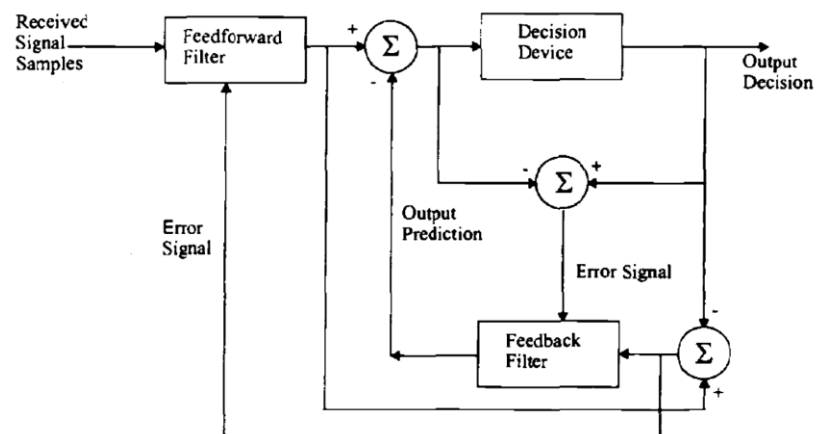 Received
Signal
Samples
Feedforward
Filter
+
Σ
-
Decision
Device
Output
Decision
-
Σ
+
Output
Prediction
Error
Signal
Error Signal
-
Feedback
Filter
Σ
+